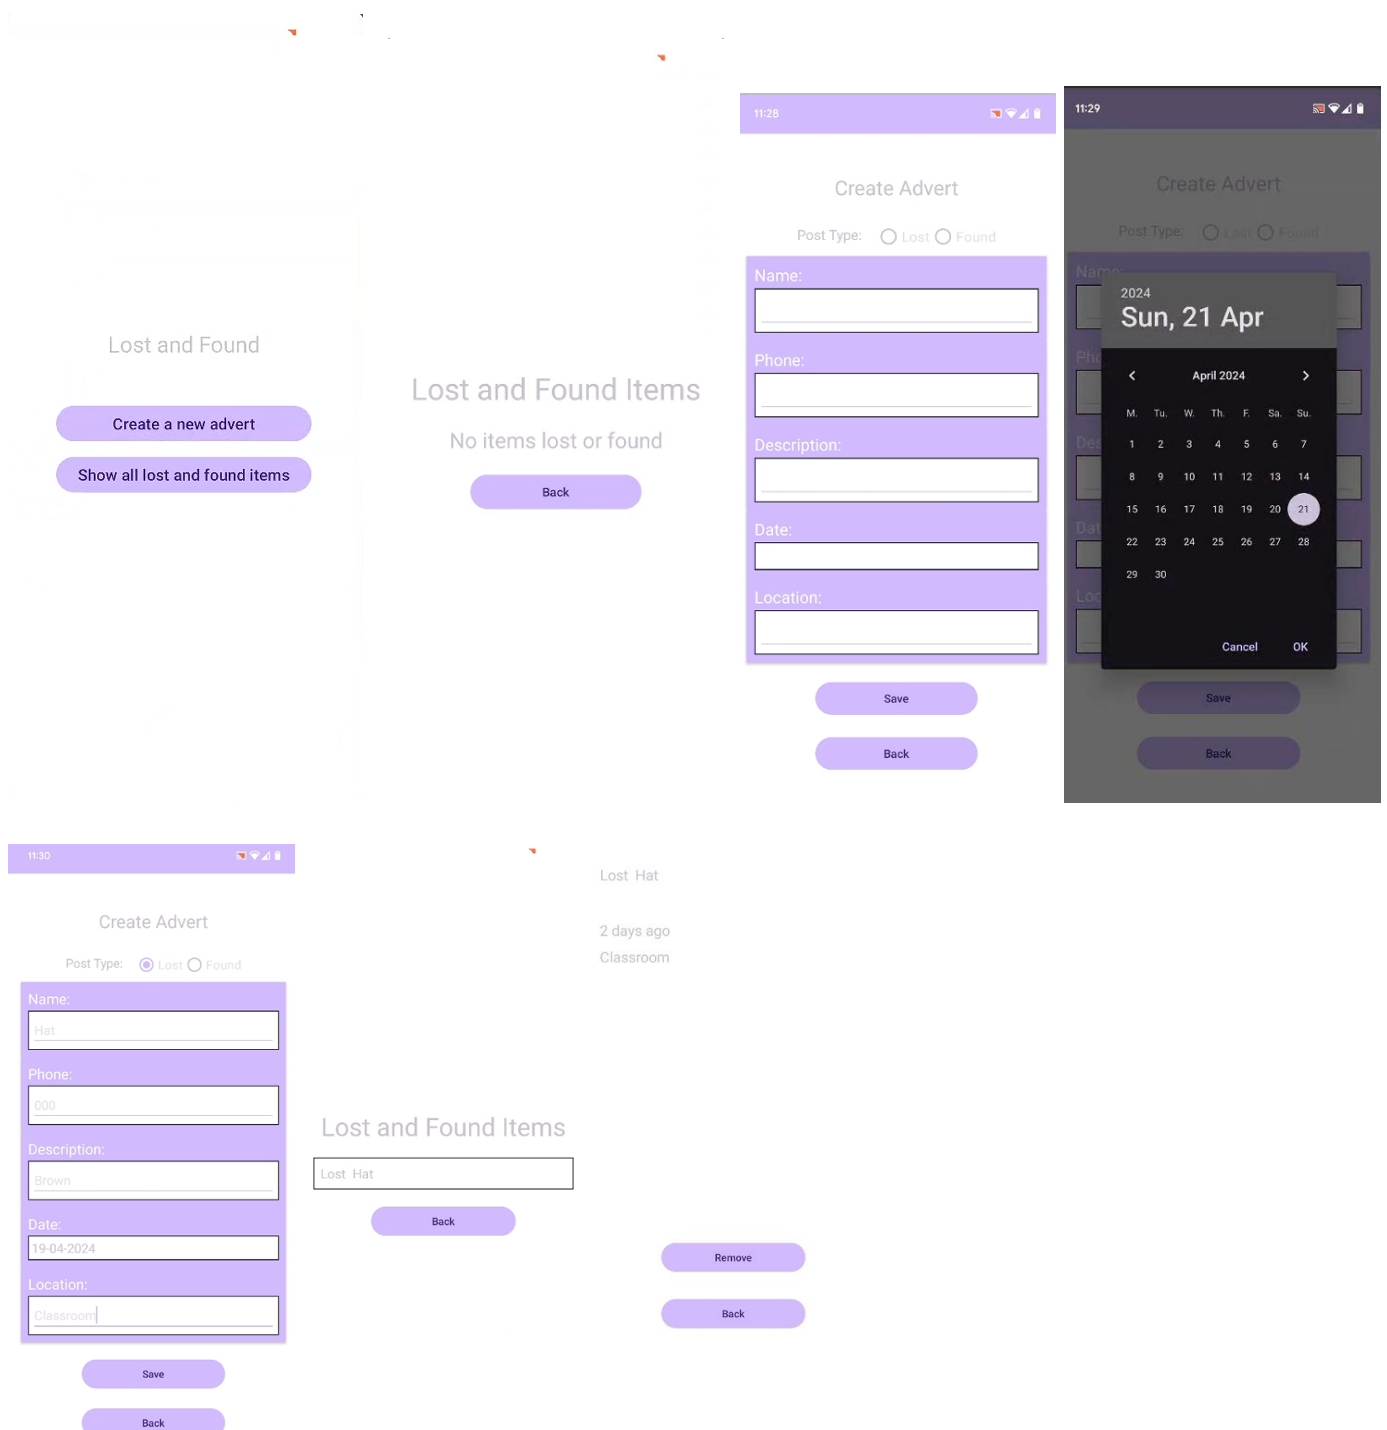 Lost and Found
Create a new advert
Show all lost and found items
Lost and Found Items
No items lost or found
Back
11:28
Create Advert
Post Type: Lost Found
Name:
Phone:
Description:
Date:
Location:
Save
Back
11:29
Create Advert
Post Type: Lost Found
Name:
2024
Sun, 21 Apr
April 2024
M. Tu. W. Th. F. Sa. Su.
1 2 3 4 5 6 7
8 9 10 11 12 13 14
15 16 17 18 19 20 21
22 23 24 25 26 27 28
29 30
Cancel OK
Save
Back
11:30
Create Advert
Post Type: Lost Found
Name:
Hat
Phone:
000
Description:
Brown
Date:
19-04-2024
Location:
Classroom
Save
Back
Lost and Found Items
Lost Hat
Back
Lost Hat
2 days ago
Classroom
Remove
Back